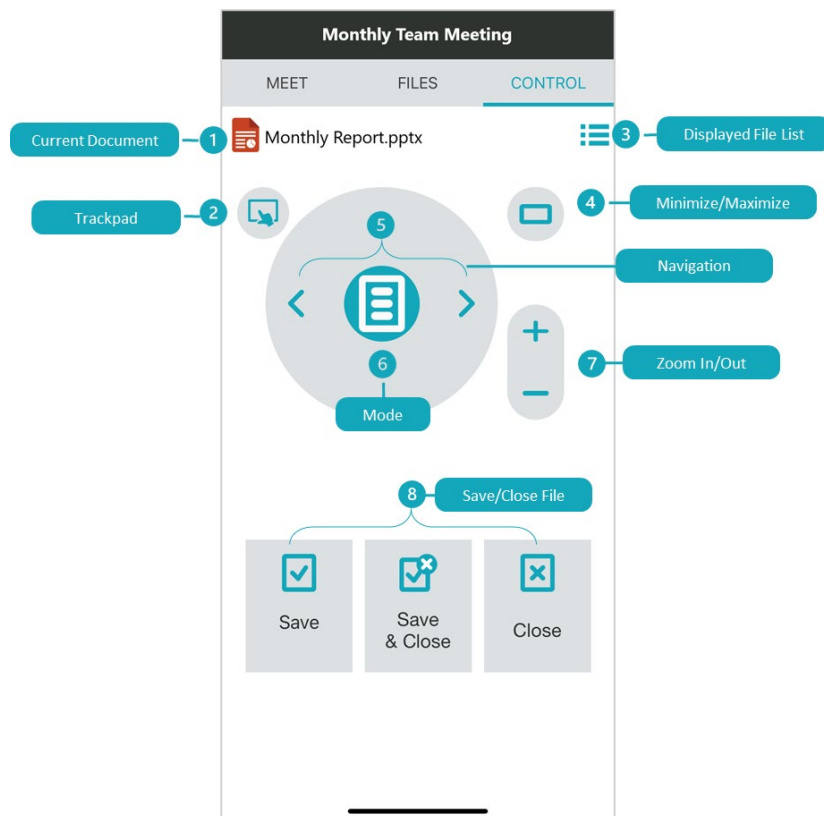 Monthly Team Meeting
MEET FILES CONTROL
Current Document 1 Monthly Report.pptx 3 Displayed File List
Trackpad 2
4 Minimize/Maximize
5
Navigation
6
Mode
7 Zoom In/Out
8 Save/Close File
Save
Save
& Close
Close